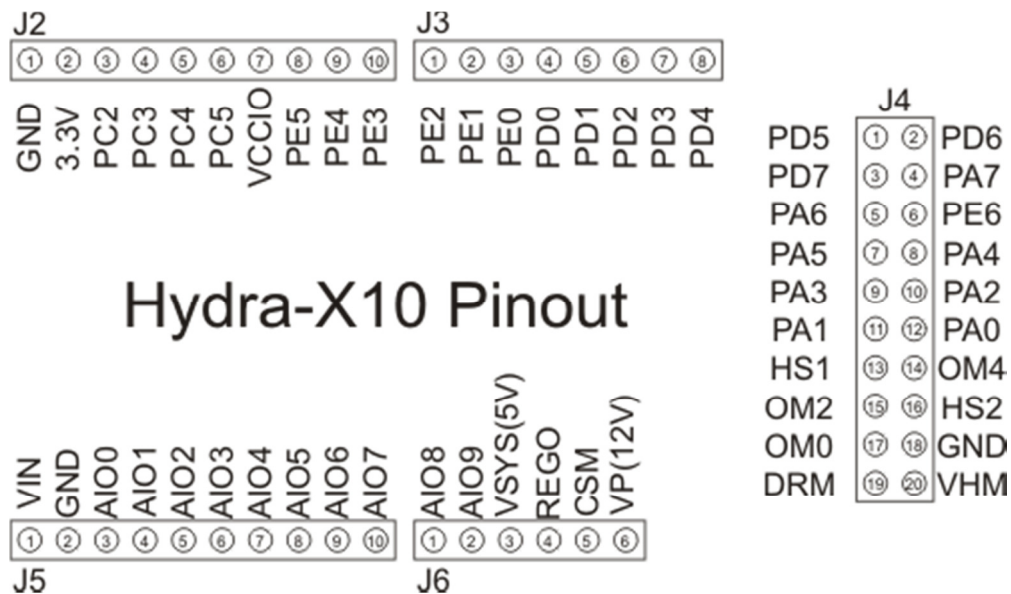 J2 J3
1 2 3 4 5 6 7 8 9 10 1 2 3 4 5 6 7 8
GND 3.3V PC2 PC3 PC4 PC5 VCCIO PE5 PE4 PE3 PE2 PE1 PE0 PD0 PD1 PD2 PD3 PD4
J4
PD5 1 2 PD6
PD7 3 4 PA7
PA6 5 6 PE6
PA5 7 8 PA4
PA3 9 10 PA2
PA1 11 12 PA0
HS1 13 14 OM4
OM2 15 16 HS2
OM0 17 18 GND
DRM 19 20 VHM
Hydra-X10 Pinout
VIN GND AIO0 AIO1 AIO2 AIO3 AIO4 AIO5 AIO6 AIO7 AIO8 AIO9 VSYS(5V) REGO CSM VP(12V)
1 2 3 4 5 6 7 8 9 10 1 2 3 4 5 6
J5 J6